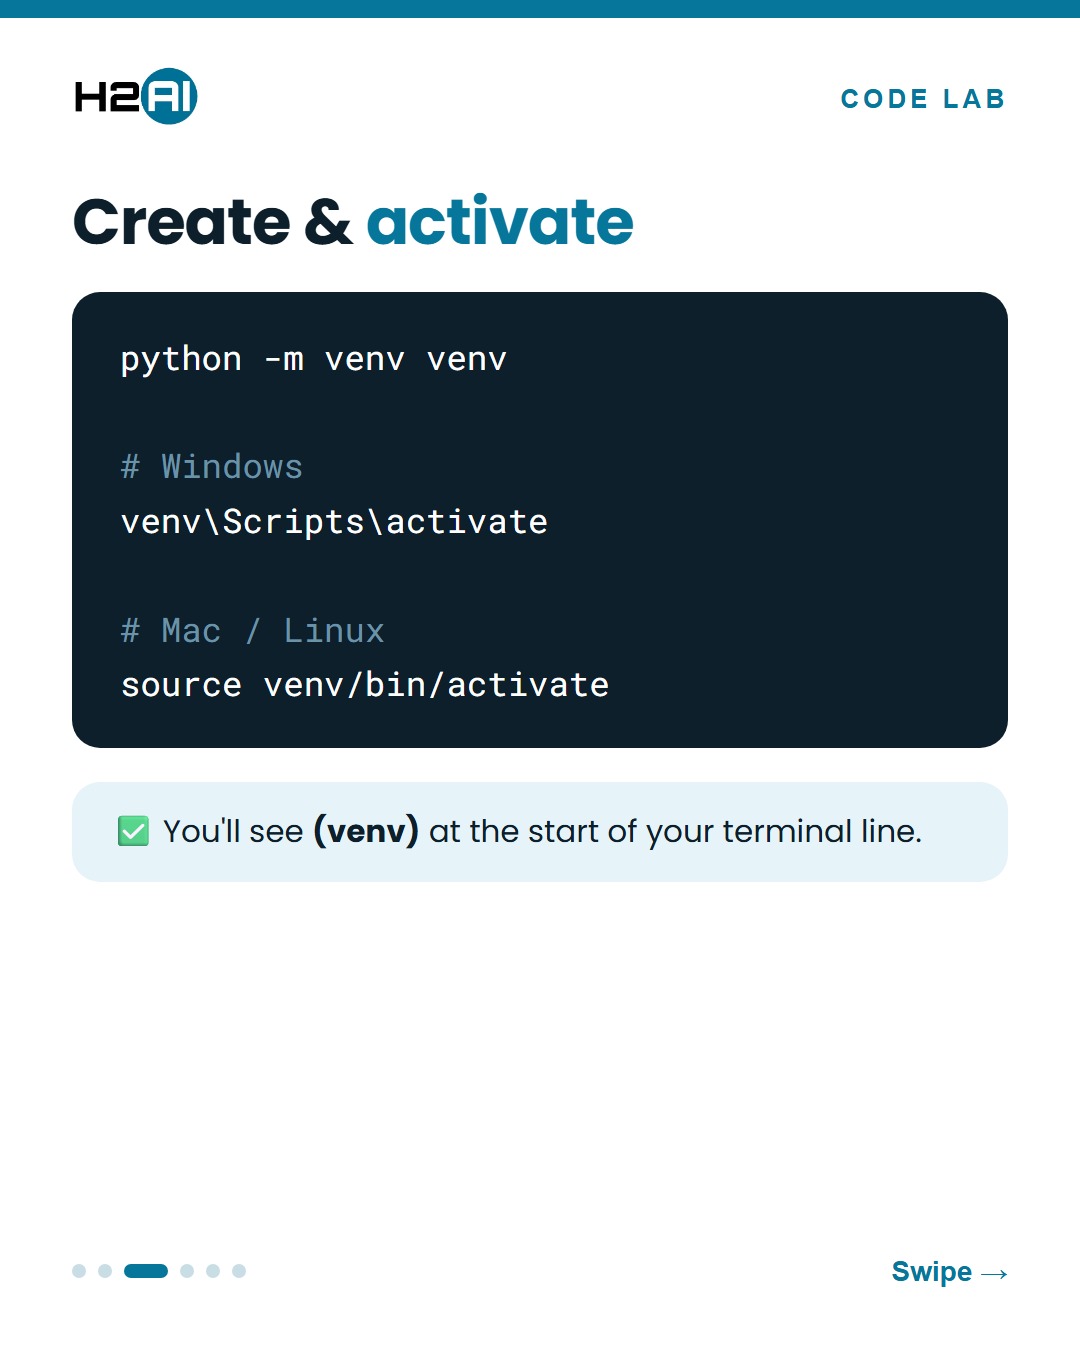 H2AI
CODE LAB
Create & activate
python -m venv venv
# Windows
venv\Scripts\activate
# Mac / Linux
source venv/bin/activate
✅ You'll see (venv) at the start of your terminal line.
Swipe →